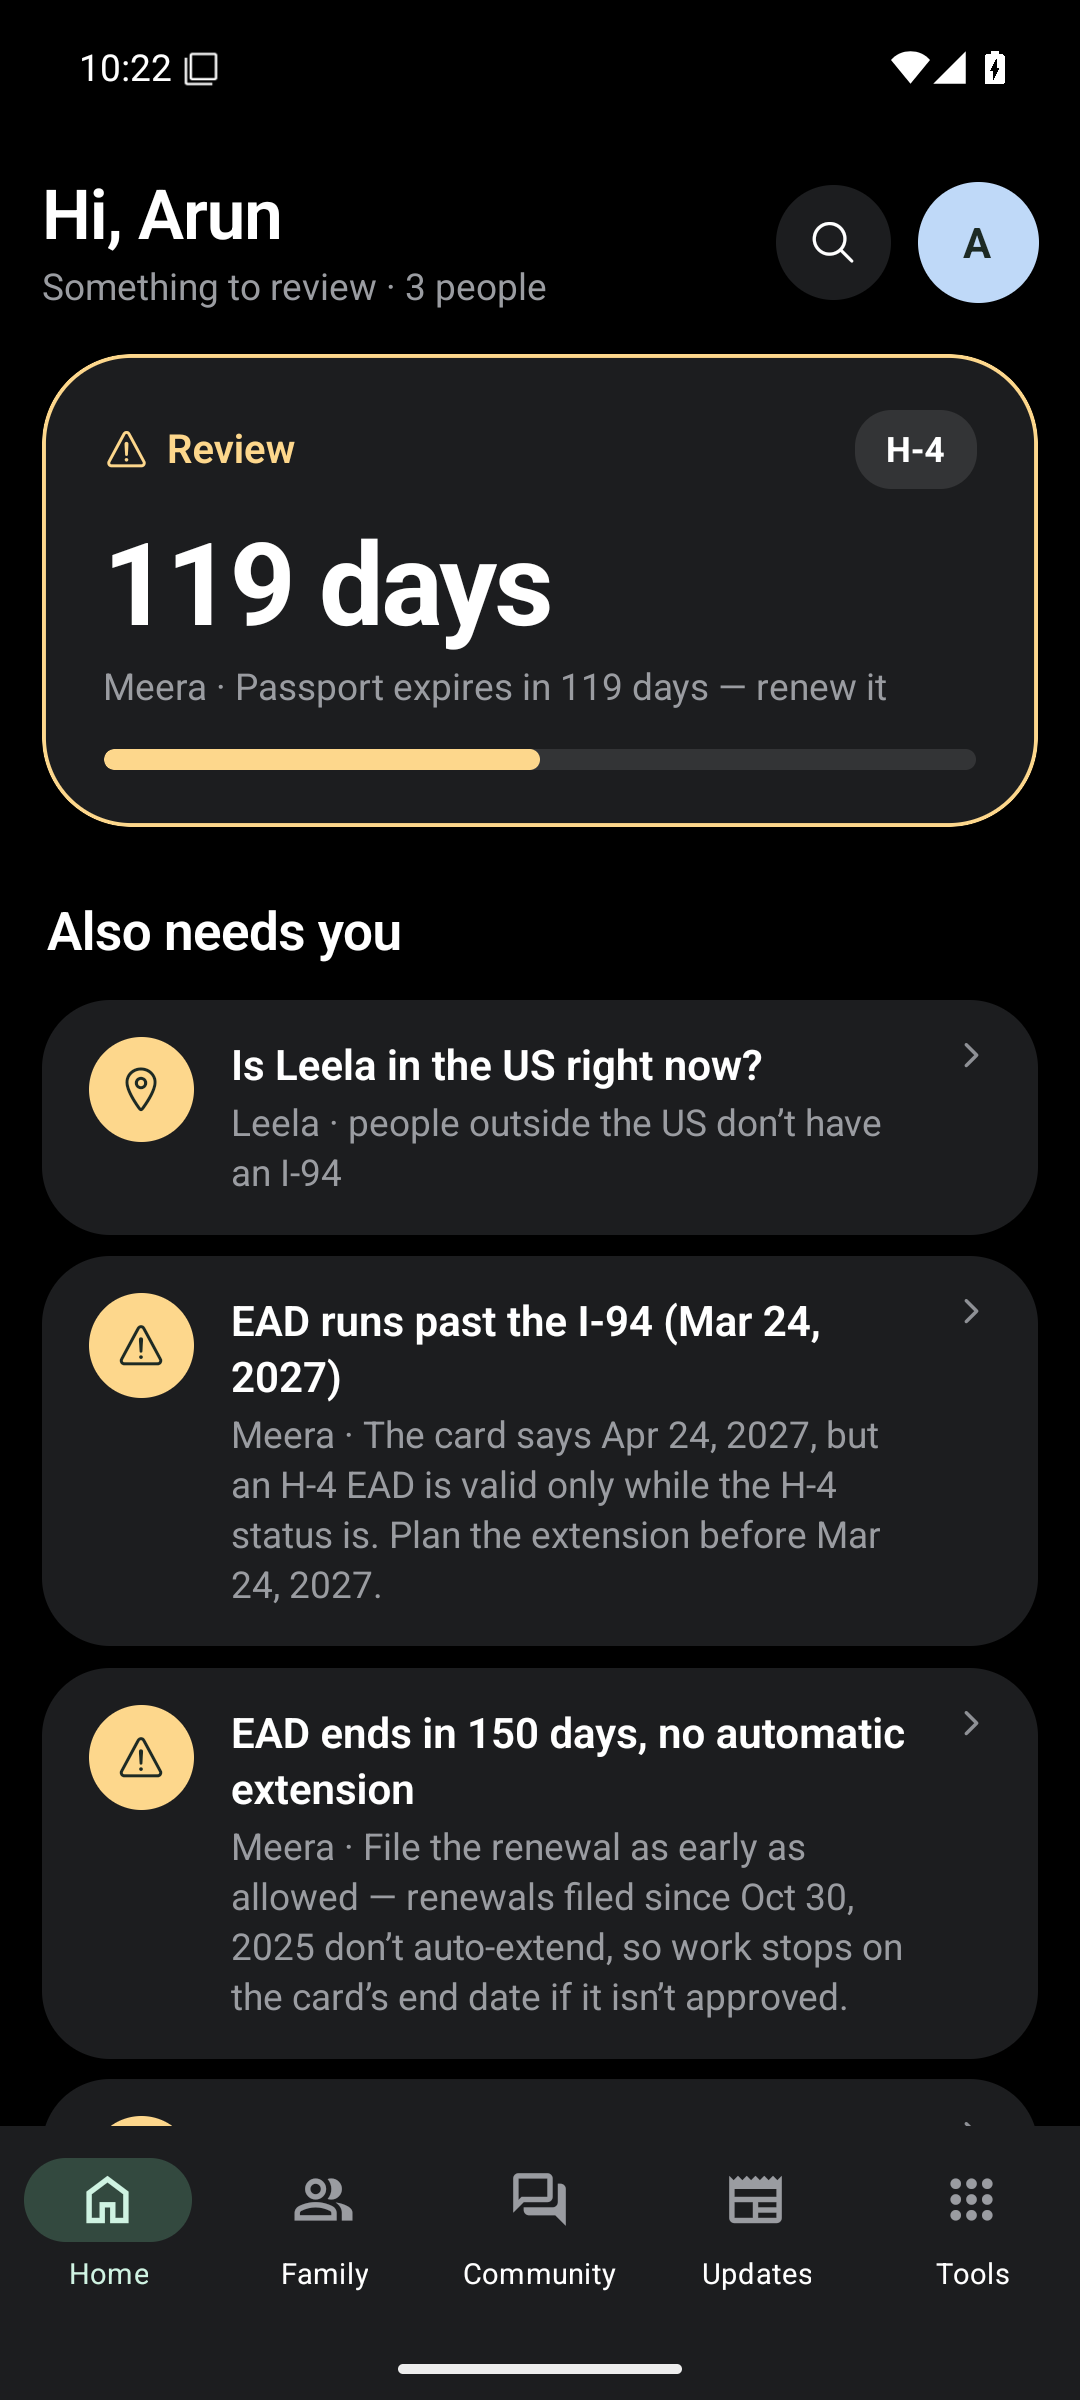 10:22
Hi, Arun
Something to review · 3 people
A
Review
H-4
119 days
Meera · Passport expires in 119 days — renew it
Also needs you
Is Leela in the US right now?
Leela · people outside the US don’t have
an I-94
EAD runs past the I-94 (Mar 24,
2027)
Meera · The card says Apr 24, 2027, but
an H-4 EAD is valid only while the H-4
status is. Plan the extension before Mar
24, 2027.
EAD ends in 150 days, no automatic
extension
Meera · File the renewal as early as
allowed — renewals filed since Oct 30,
2025 don’t auto-extend, so work stops on
the card’s end date if it isn’t approved.
Home
Family
Community
Updates
Tools